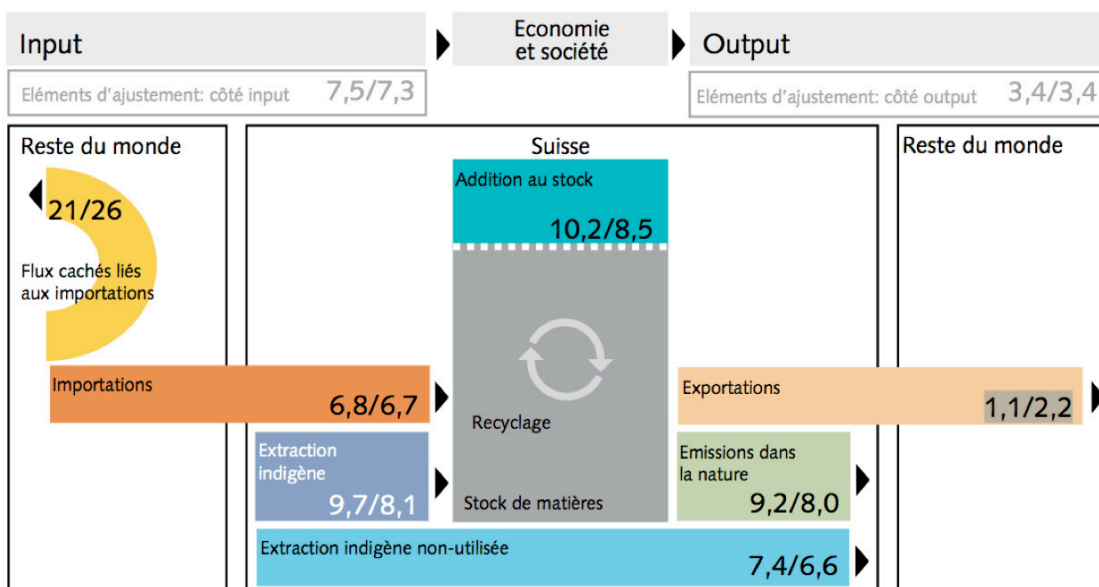 Input
Economie
et société
Output
Eléments d'ajustement: côté input 7,5/7,3
Eléments d'ajustement: côté output 3,4/3,4
Reste du monde
Suisse
Reste du monde
Addition au stock
10,2/8,5
21/26
Flux cachés liés
aux importations
Importations
6,8/6,7
Recyclage
Exportations
1,1/2,2
Extraction
indigène
9,7/8,1
Stock de matières
Emissions dans
la nature
9,2/8,0
Extraction indigène non-utilisée
7,4/6,6